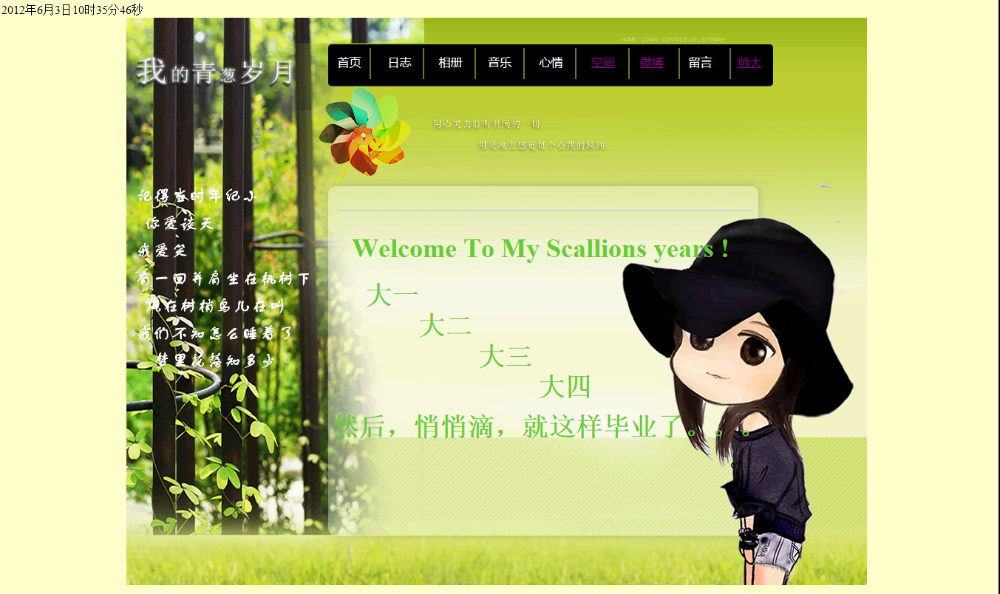 2012年6月3日10时35分46秒
HOME | LOGIN | CONTACT US | SITEMAP
首页 日志 相册 音乐 心情 空间 微博 留言 师大
我的青葱岁月
用心灵去聆听世间的一切......
用灵魂去感觉每个心跳的瞬间....
记得当时年纪小
你爱谈天
我爱笑
有一回并肩坐在桃树下
风在树梢鸟儿在叫
我们不知怎么睡着了
梦里花落知多少
Welcome To My Scallions years !
大一
大二
大三
大四
然后，悄悄滴，就这样毕业了。。。